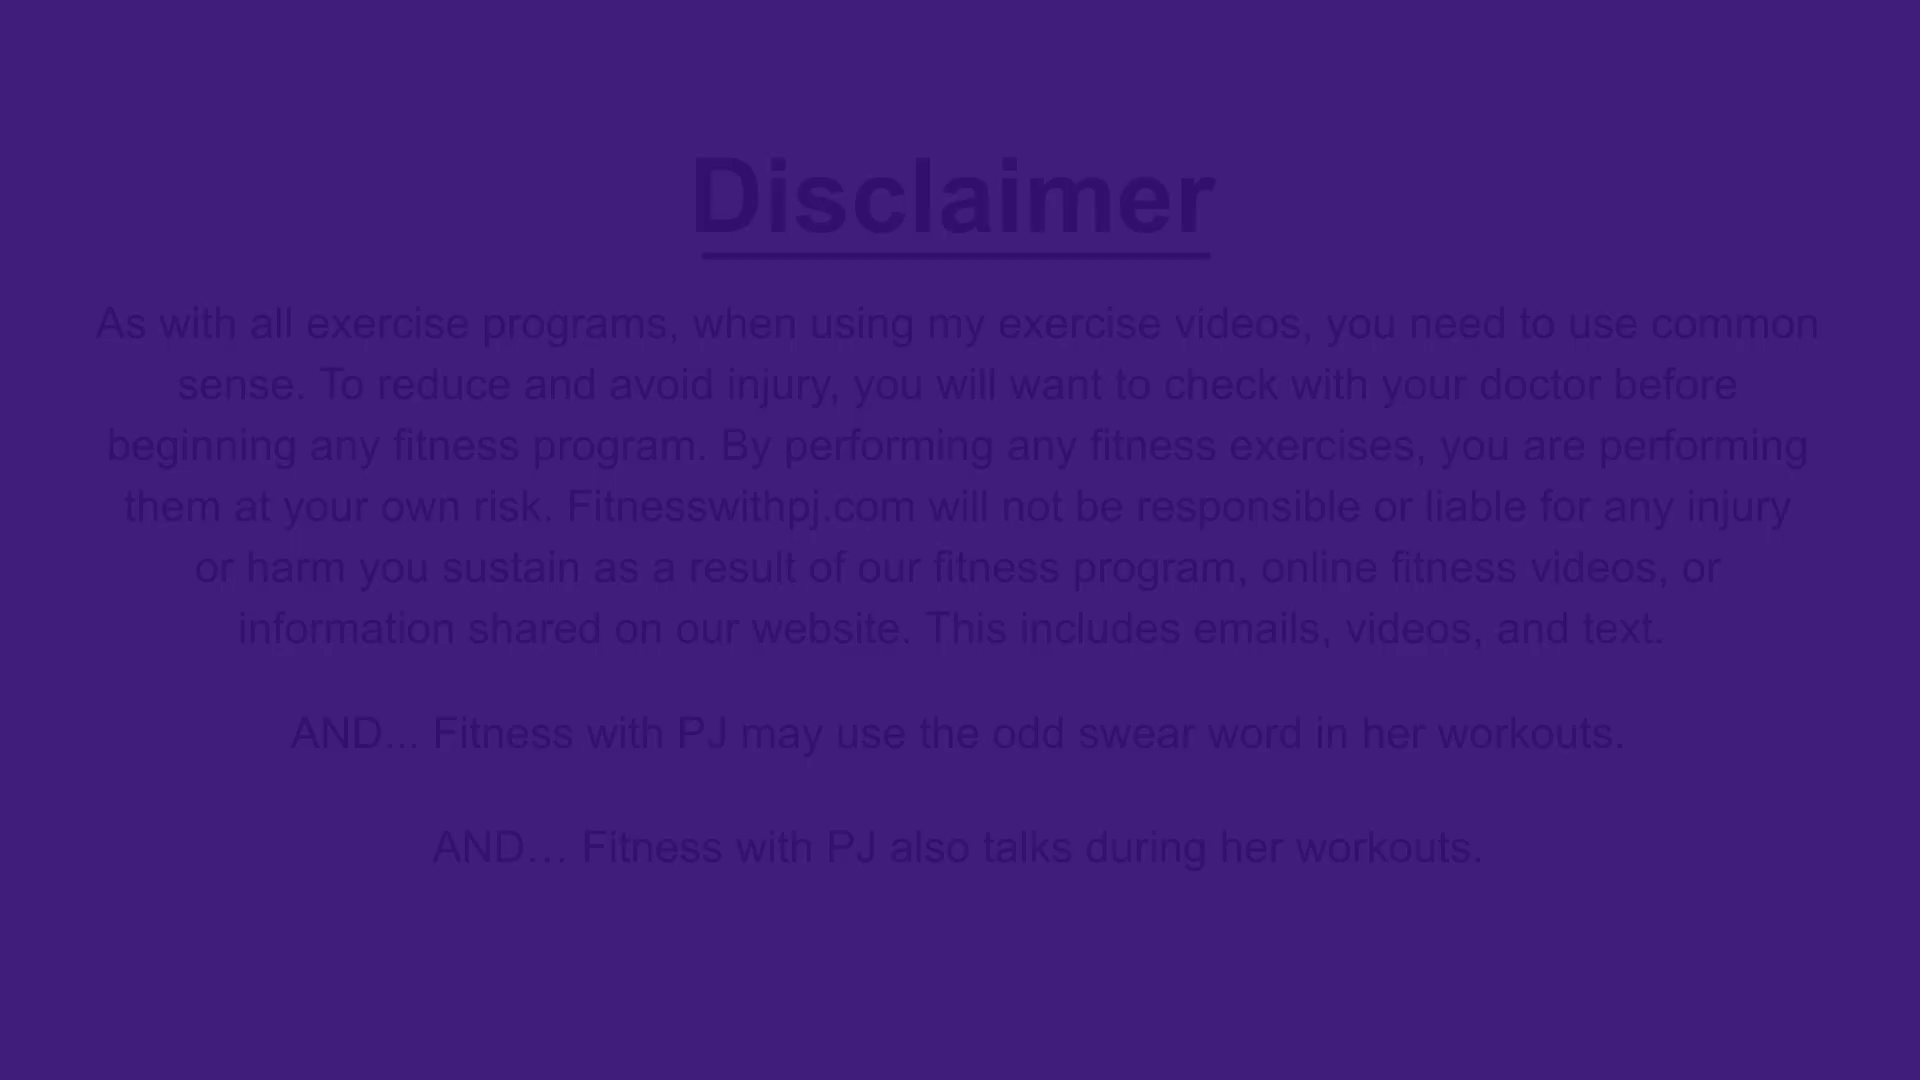 Disclaimer
As with all exercise programs, when using my exercise videos, you need to use common
sense. To reduce and avoid injury, you will want to check with your doctor before
beginning any fitness program. By performing any fitness exercises, you are performing
them at your own risk. Fitnesswithpj.com will not be responsible or liable for any injury
or harm you sustain as a result of our fitness program, online fitness videos, or
information shared on our website. This includes emails, videos, and text.
AND... Fitness with PJ may use the odd swear word in her workouts.
AND… Fitness with PJ also talks during her workouts.